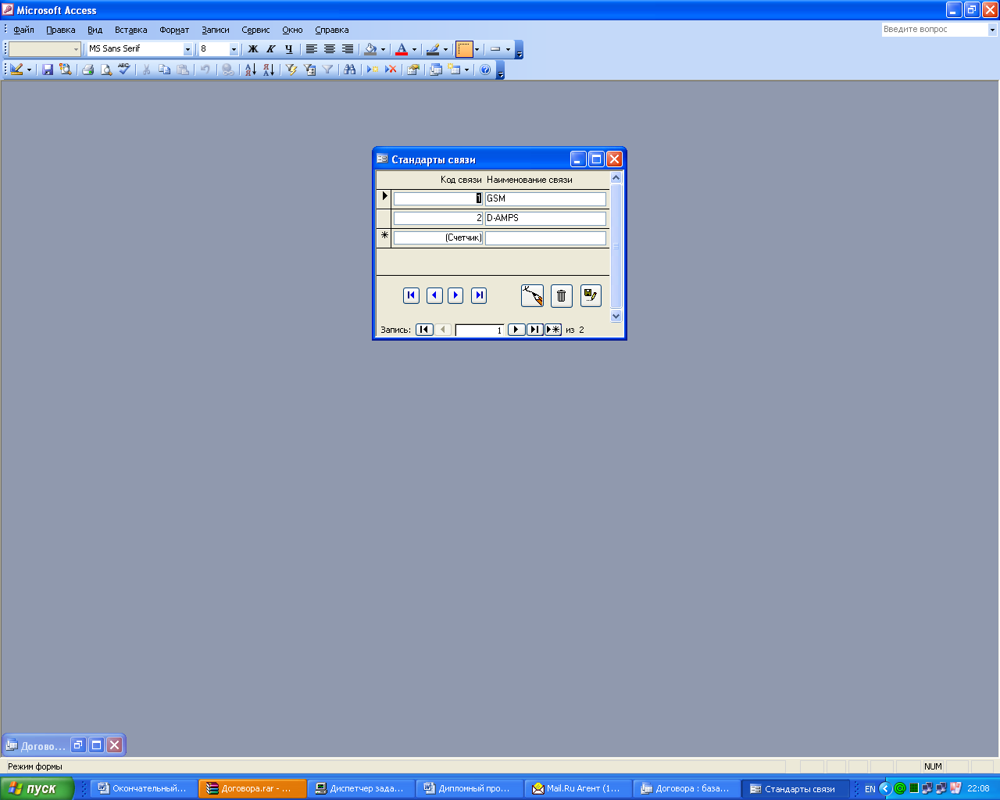 Microsoft Access
Файл Правка Вид Вставка Формат Записи Сервис Окно Справка Введите вопрос
MS Sans Serif 8 Ж К Ч
Стандарты связи
Код связи Наименование связи
1 GSM
2 D-AMPS
(Счетчик)
Запись: 1 из 2
Догово...
Режим формы NUM
пуск Окончательный... Договора.rar - ... Диспетчер зада... Дипломный про... Mail.Ru Агент (1... Договора : база... Стандарты связи EN 22:08